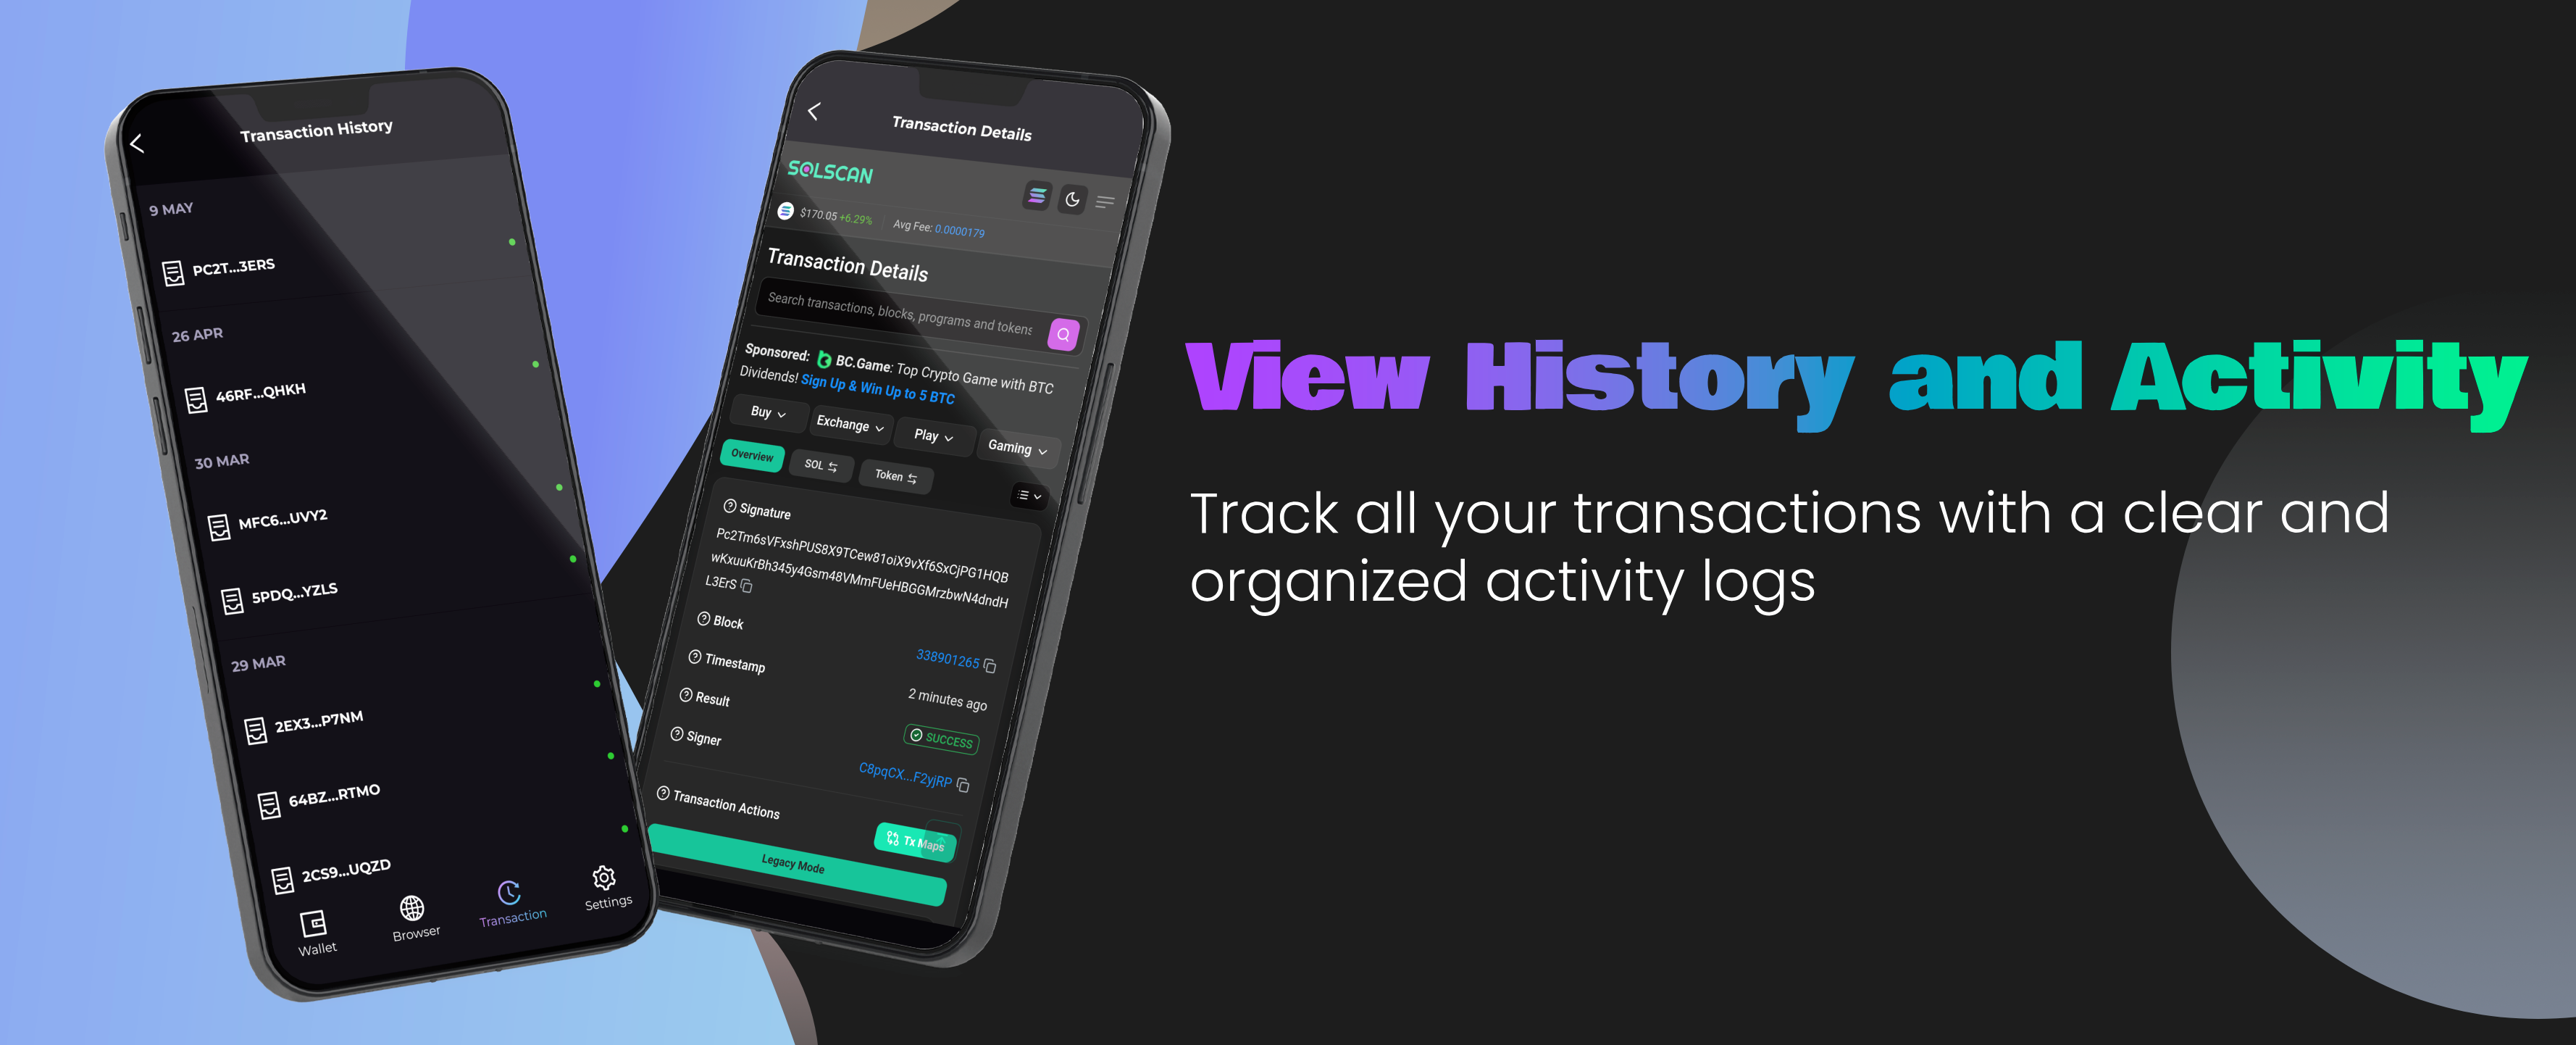 Transaction History
9 MAY
PC2T...3ERS
26 APR
46RF...QHKH
30 MAR
MFC6...UVY2
5PDQ...YZLS
29 MAR
2EX3...P7NM
64BZ...RTMO
2CS9...UQZD
Wallet
Browser
Transaction
Settings
Transaction Details
SOLSCAN
$170.05 +6.29% Avg Fee: 0.0000179
Transaction Details
Search transactions, blocks, programs and tokens
Sponsored: BC.Game: Top Crypto Game with BTC
Dividends! Sign Up & Win Up to 5 BTC
Buy Exchange Play Gaming
Overview SOL Token
Signature
Pc2Tm6sVFxshPUS8X9TCew81oiX9vXf6SxCjPG1HQB
wKxuuKrBh345y4Gsm48VMmFUeHBGGMrzbwN4dndH
L3ErS
Block
338901265
Timestamp
2 minutes ago
Result
SUCCESS
Signer
C8pqCX...F2yjRP
Transaction Actions
Tx Maps
Legacy Mode
View History and Activity
Track all your transactions with a clear and
organized activity logs